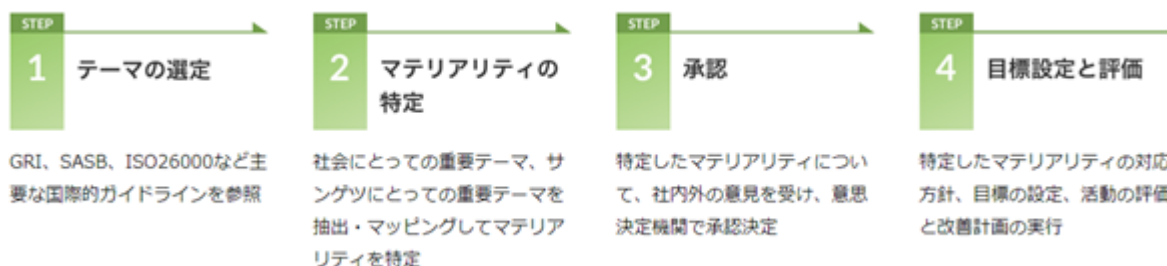 STEP
1 テーマの選定
GRI、SASB、ISO26000など主
要な国際的ガイドラインを参照
STEP
2 マテリアリティの
特定
社会にとっての重要テーマ、サ
ンゲツにとっての重要テーマを
抽出・マッピングしてマテリア
リティを特定
STEP
3 承認
特定したマテリアリティについ
て、社内外の意見を受け、意思
決定機関で承認決定
STEP
4 目標設定と評価
特定したマテリアリティの対応
方針、目標の設定、活動の評価
と改善計画の実行